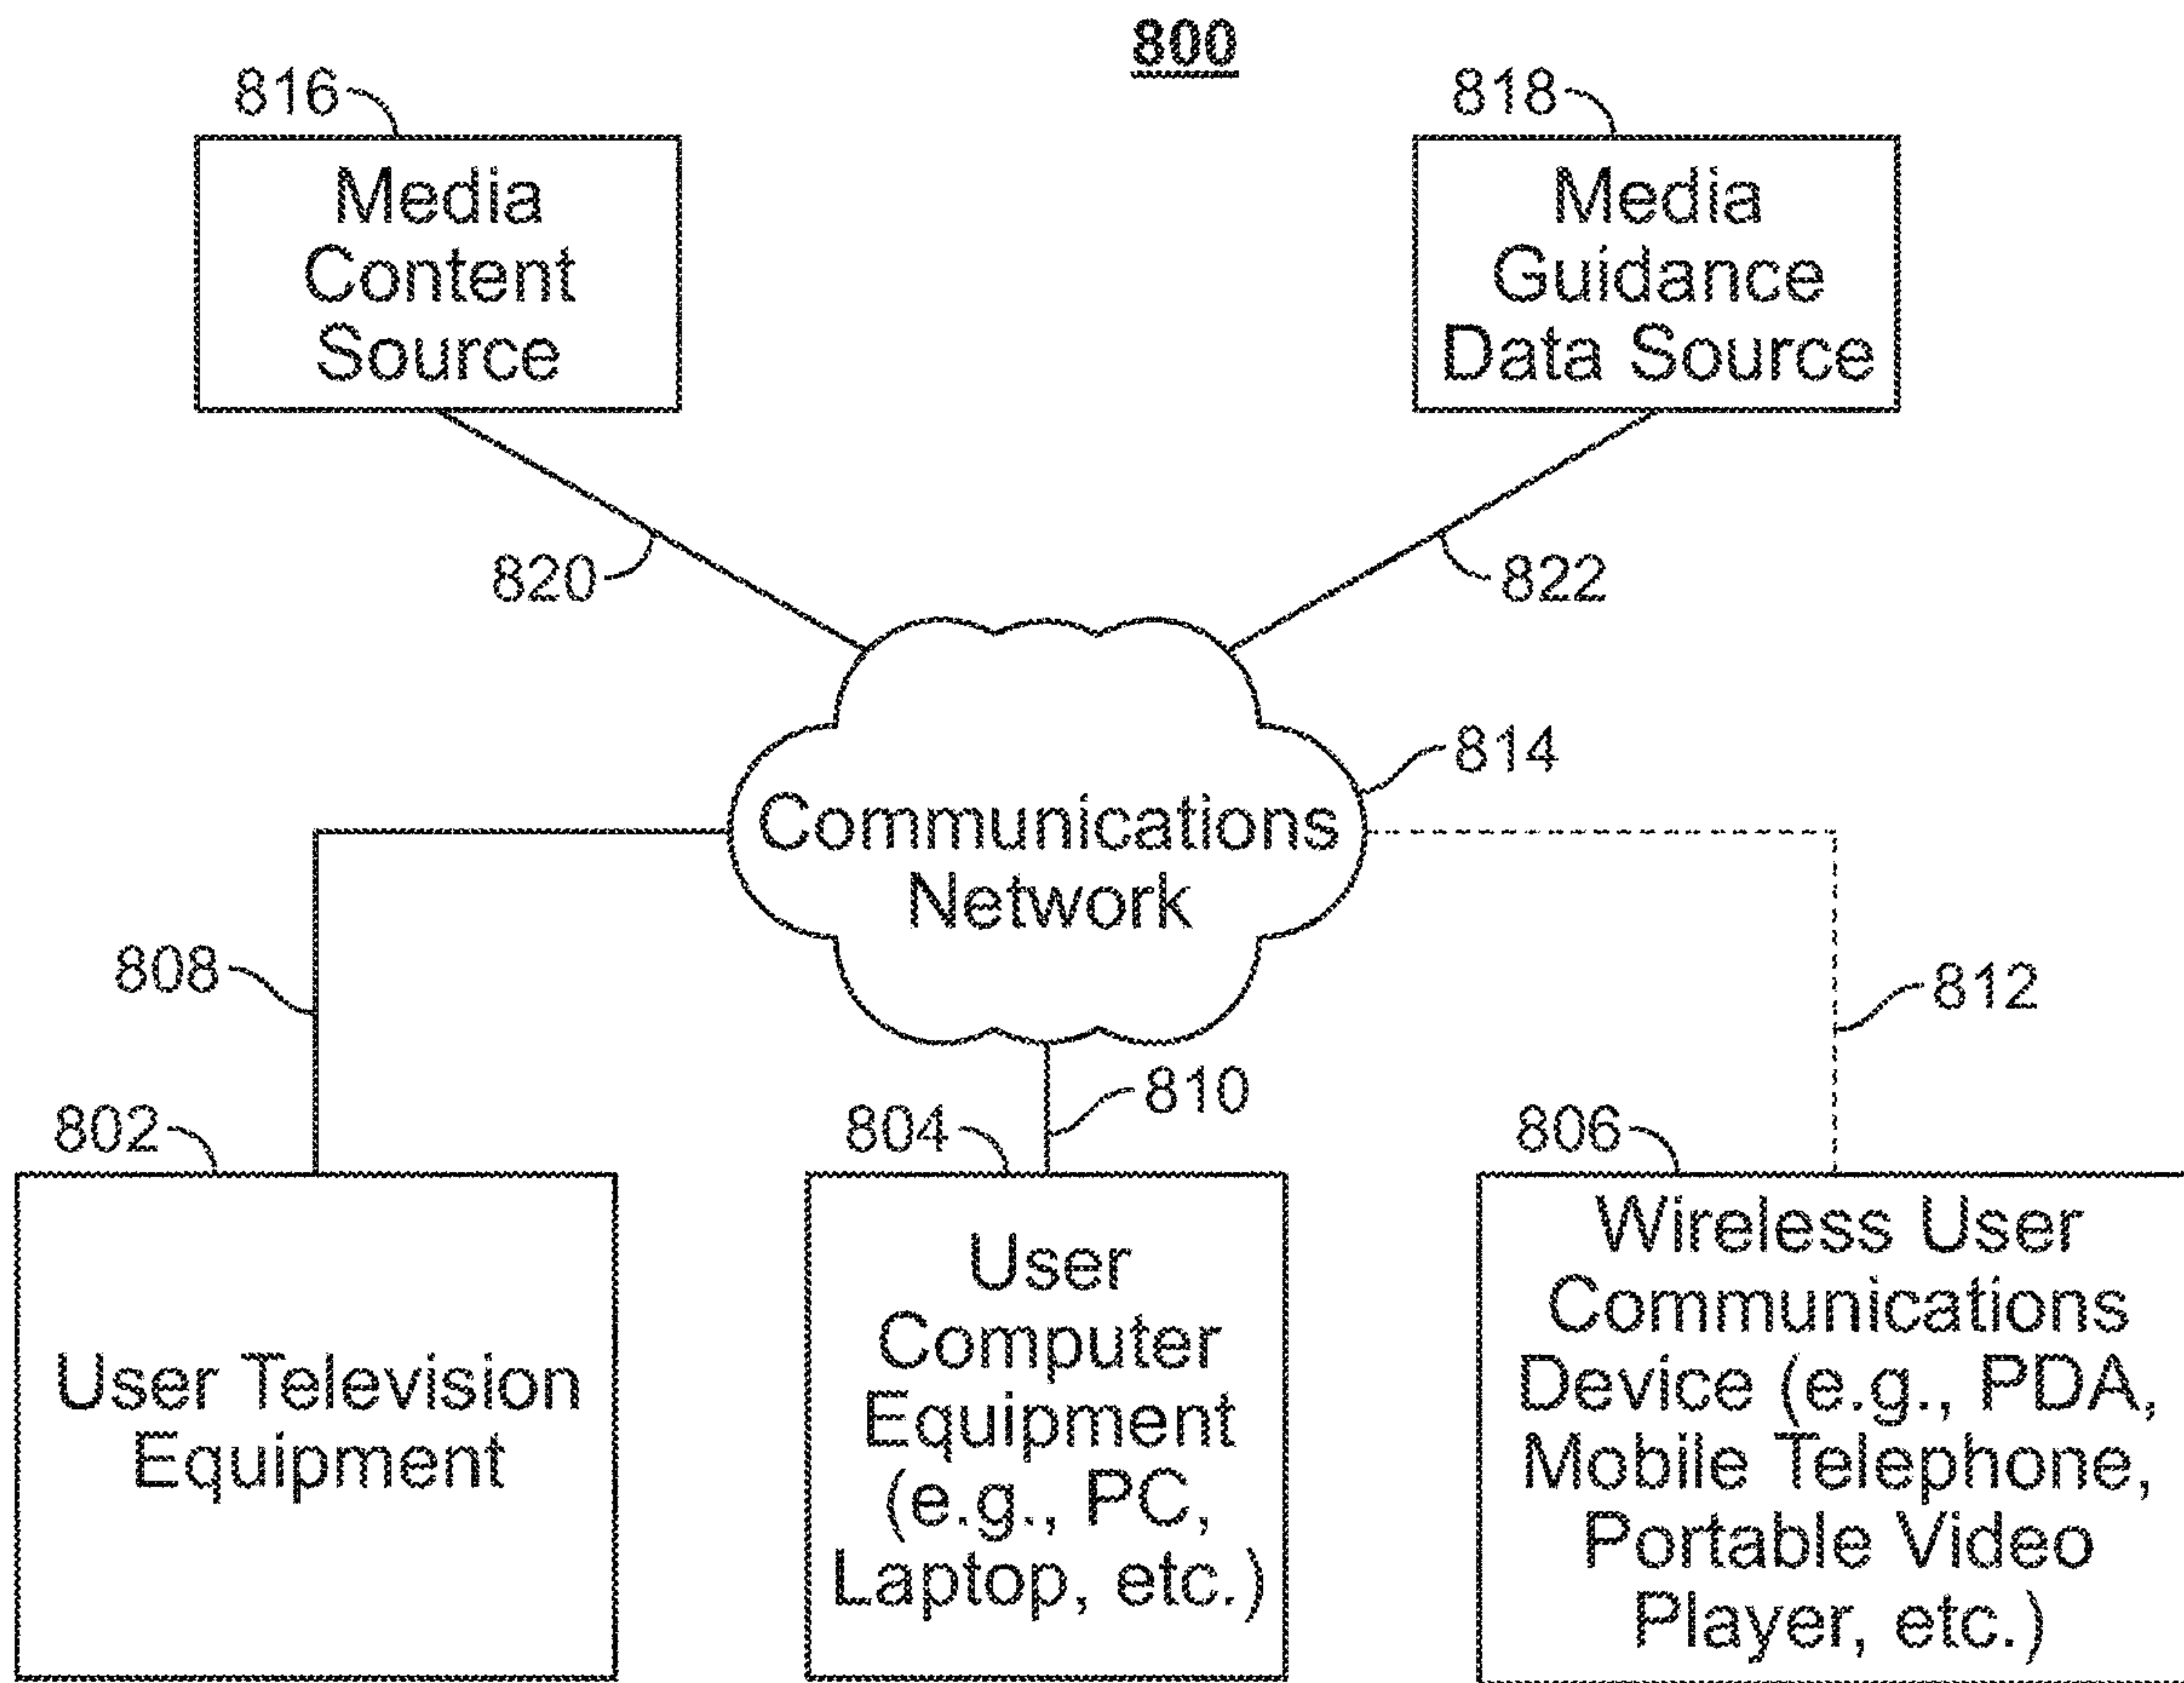 800
816
818
Media
Content
Source
Media
Guidance
Data Source
820
822
814
Communications
Network
808
812
810
802
804
806
User Television
Equipment
User
Computer
Equipment
(e.g., PC,
Laptop, etc.)
Wireless User
Communications
Device (e.g., PDA,
Mobile Telephone,
Portable Video
Player, etc.)